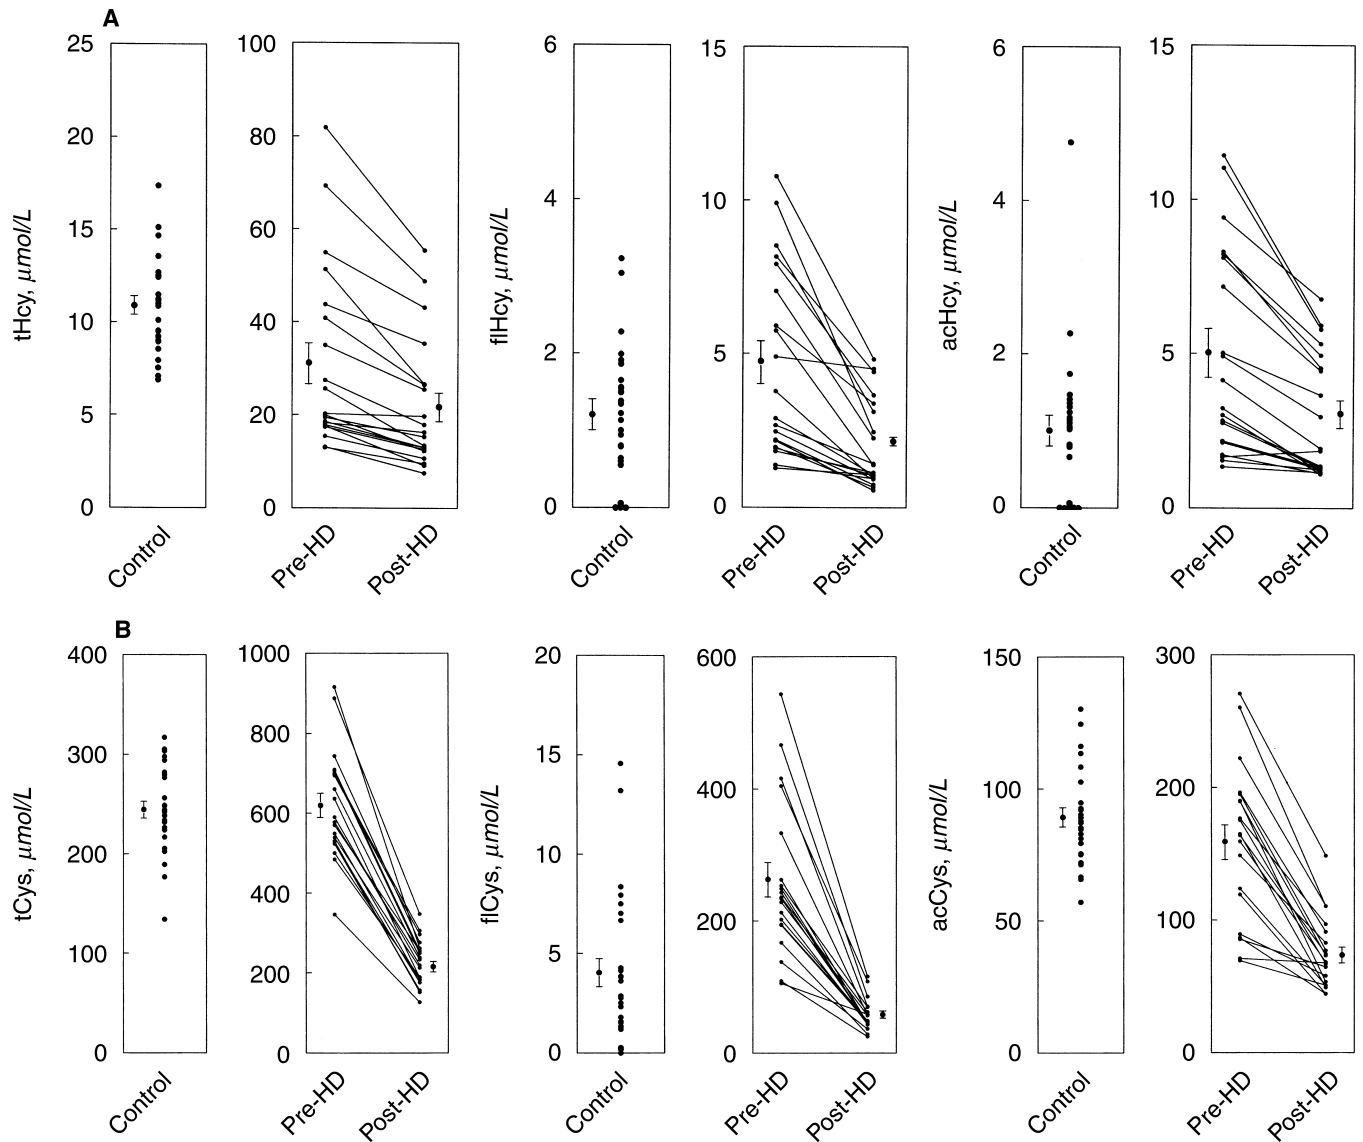 A
tHcy, μmol/L
25
20
15
10
5
0
Control
100
80
60
40
20
0
Pre-HD
Post-HD
flHcy, μmol/L
6
4
2
0
Control
15
10
5
0
Pre-HD
Post-HD
acHcy, μmol/L
6
4
2
0
Control
15
10
5
0
Pre-HD
Post-HD
B
tCys, μmol/L
400
300
200
100
0
Control
1000
800
600
400
200
0
Pre-HD
Post-HD
flCys, μmol/L
20
15
10
5
0
Control
600
400
200
0
Pre-HD
Post-HD
acCys, μmol/L
150
100
50
0
Control
300
200
100
0
Pre-HD
Post-HD